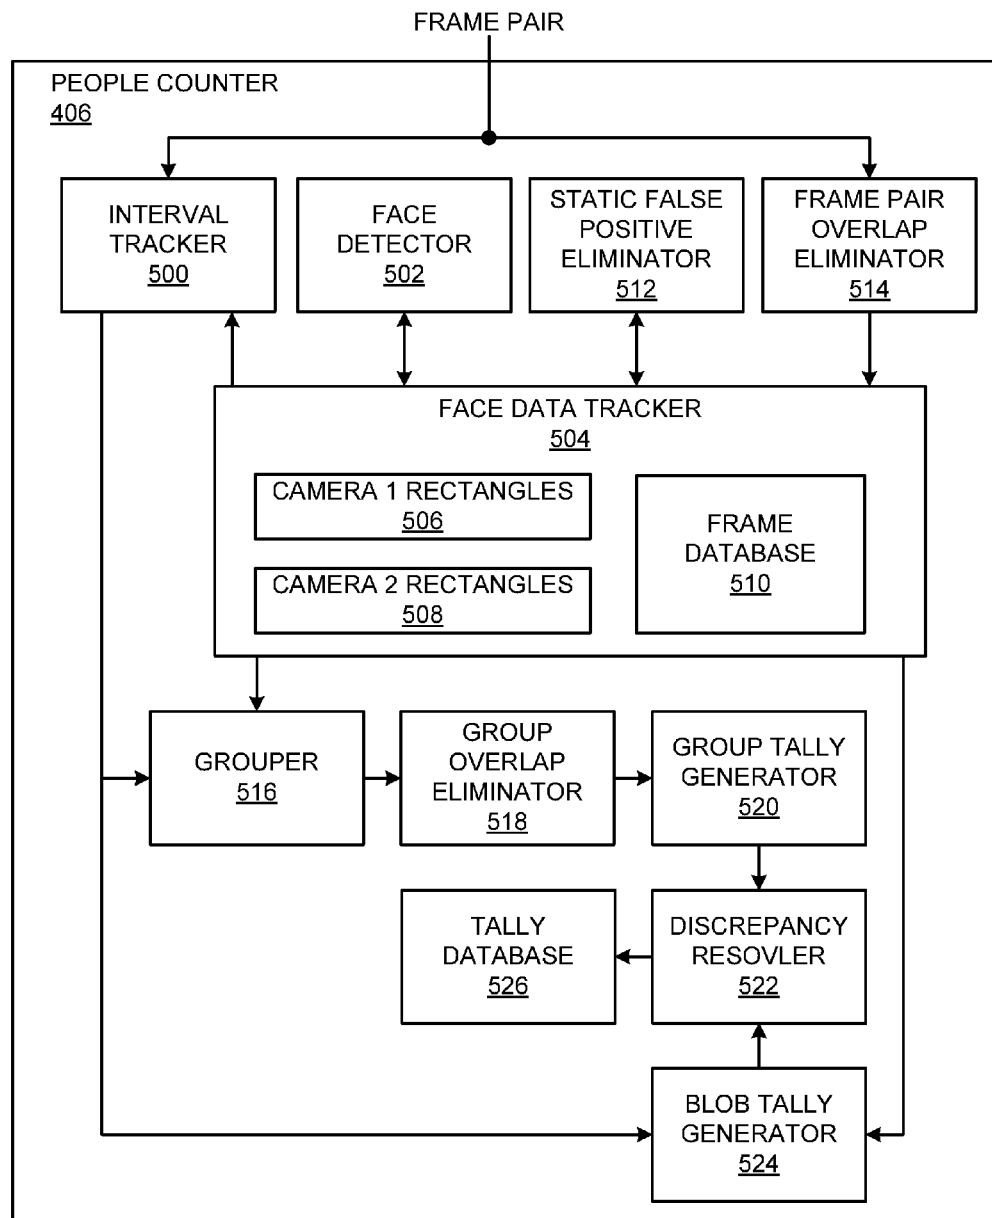 FRAME PAIR
PEOPLE COUNTER
406
INTERVAL
TRACKER
500
FACE
DETECTOR
502
STATIC FALSE
POSITIVE
ELIMINATOR
512
FRAME PAIR
OVERLAP
ELIMINATOR
514
FACE DATA TRACKER
504
CAMERA 1 RECTANGLES
506
CAMERA 2 RECTANGLES
508
FRAME
DATABASE
510
GROUPER
516
GROUP
OVERLAP
ELIMINATOR
518
GROUP TALLY
GENERATOR
520
TALLY
DATABASE
526
DISCREPANCY
RESOVLER
522
BLOB TALLY
GENERATOR
524